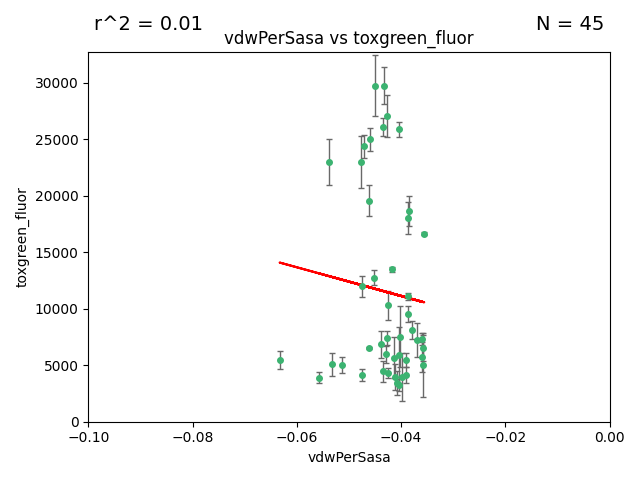 r^2 = 0.01
N = 45
vdwPerSasa vs toxgreen_fluor
30000
25000
20000
15000
10000
5000
0
toxgreen_fluor
−0.10
−0.08
−0.06
−0.04
−0.02
0.00
vdwPerSasa